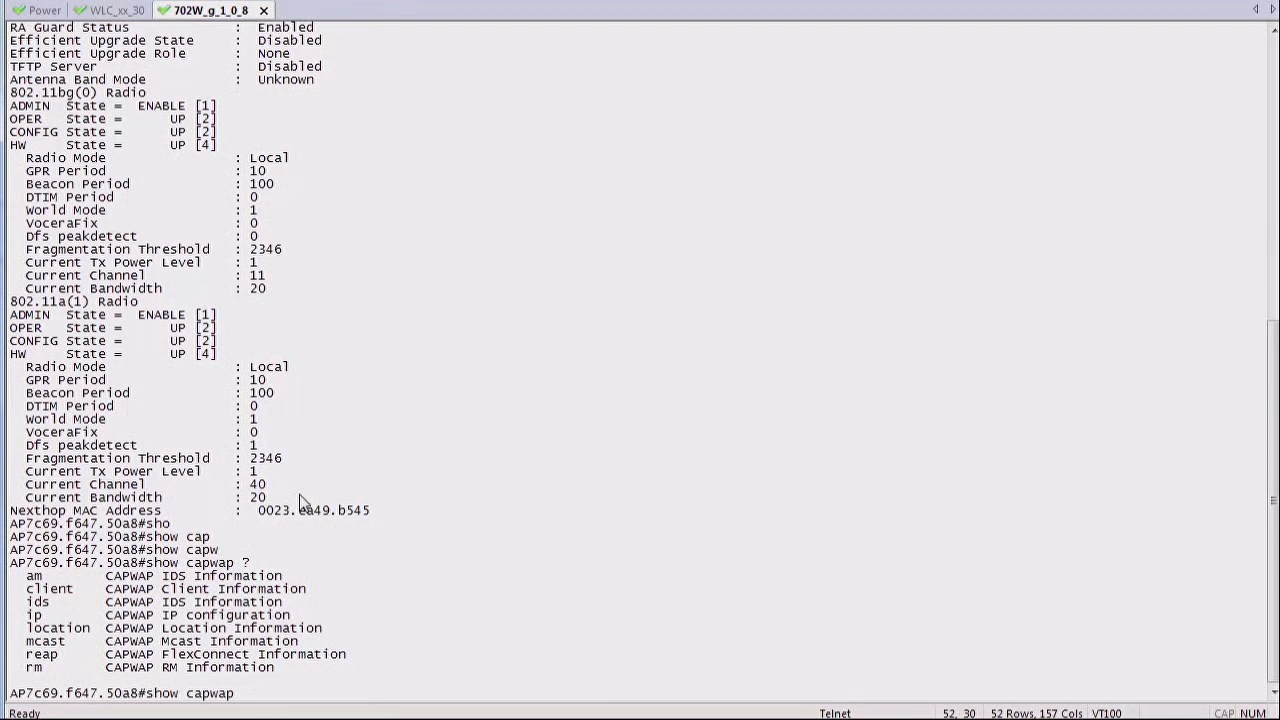 Power WLC_xx_30 702W_g_1_0_8
RA Guard Status : Enabled
Efficient Upgrade State : Disabled
Efficient Upgrade Role : None
TFTP Server : Disabled
Antenna Band Mode : Unknown
802.11bg(0) Radio
ADMIN State = ENABLE [1]
OPER State = UP [2]
CONFIG State = UP [2]
HW State = UP [4]
Radio Mode : Local
GPR Period : 10
Beacon Period : 100
DTIM Period : 0
World Mode : 1
VoceraFix : 0
Dfs peakdetect : 0
Fragmentation Threshold : 2346
Current Tx Power Level : 1
Current Channel : 11
Current Bandwidth : 20
802.11a(1) Radio
ADMIN State = ENABLE [1]
OPER State = UP [2]
CONFIG State = UP [2]
HW State = UP [4]
Radio Mode : Local
GPR Period : 10
Beacon Period : 100
DTIM Period : 0
World Mode : 1
VoceraFix : 0
Dfs peakdetect : 1
Fragmentation Threshold : 2346
Current Tx Power Level : 1
Current Channel : 40
Current Bandwidth : 20
Nexthop MAC Address : 0023.ea49.b545
AP7c69.f647.50a8#sho
AP7c69.f647.50a8#show cap
AP7c69.f647.50a8#show capw
AP7c69.f647.50a8#show capwap ?
am CAPWAP IDS Information
client CAPWAP Client Information
ids CAPWAP IDS Information
ip CAPWAP IP configuration
location CAPWAP Location Information
mcast CAPWAP Mcast Information
reap CAPWAP FlexConnect Information
rm CAPWAP RM Information
AP7c69.f647.50a8#show capwap
Ready Telnet 52, 30 52 Rows, 157 Cols VT100 CAP NUM